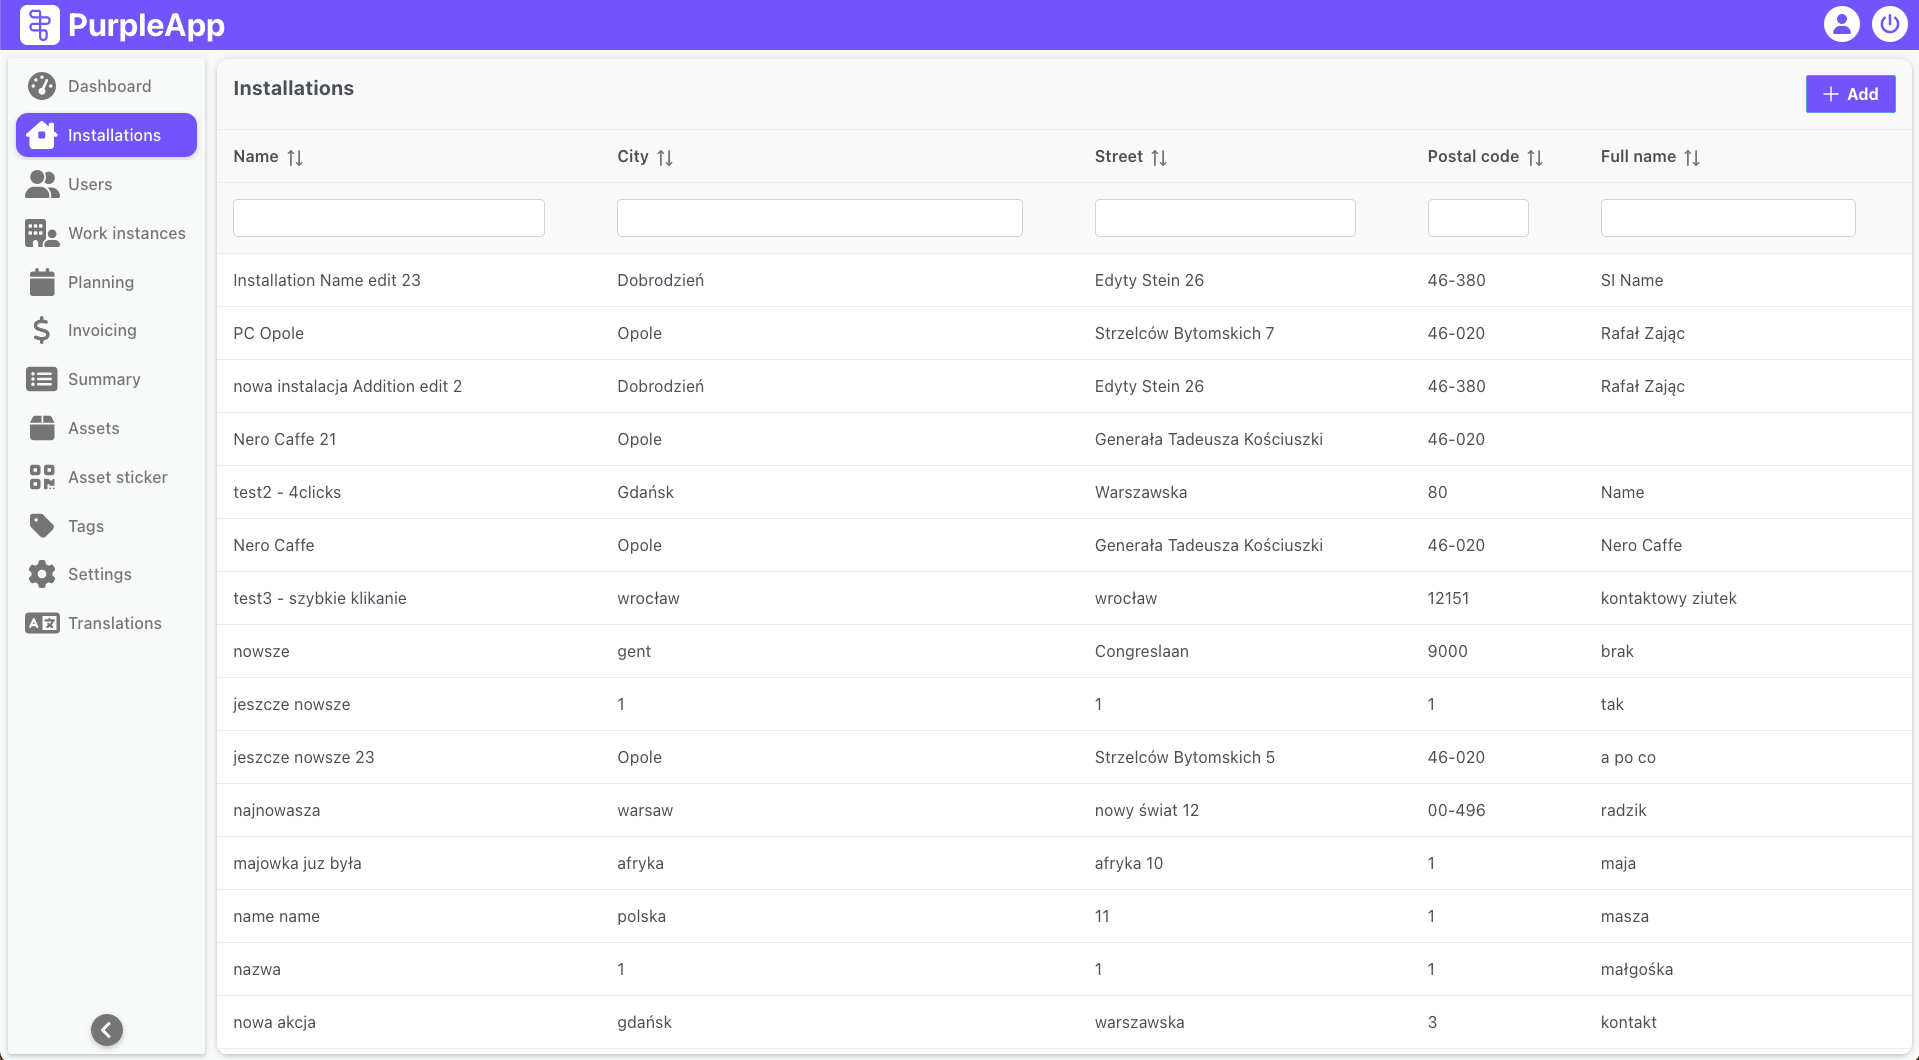 PurpleApp
Dashboard
Installations
Users
Work instances
Planning
Invoicing
Summary
Assets
Asset sticker
Tags
Settings
Translations
Installations
Add
Name City Street Postal code Full name
Installation Name edit 23 Dobrodzień Edyty Stein 26 46-380 SI Name
PC Opole Opole Strzelców Bytomskich 7 46-020 Rafał Zając
nowa instalacja Addition edit 2 Dobrodzień Edyty Stein 26 46-380 Rafał Zając
Nero Caffe 21 Opole Generała Tadeusza Kościuszki 46-020
test2 - 4clicks Gdańsk Warszawska 80 Name
Nero Caffe Opole Generała Tadeusza Kościuszki 46-020 Nero Caffe
test3 - szybkie klikanie wrocław wrocław 12151 kontaktowy ziutek
nowsze gent Congreslaan 9000 brak
jeszcze nowsze 1 1 1 tak
jeszcze nowsze 23 Opole Strzelców Bytomskich 5 46-020 a po co
najnowasza warsaw nowy świat 12 00-496 radzik
majowka juz była afryka afryka 10 1 maja
name name polska 11 1 masza
nazwa 1 1 1 małgośka
nowa akcja gdańsk warszawska 3 kontakt